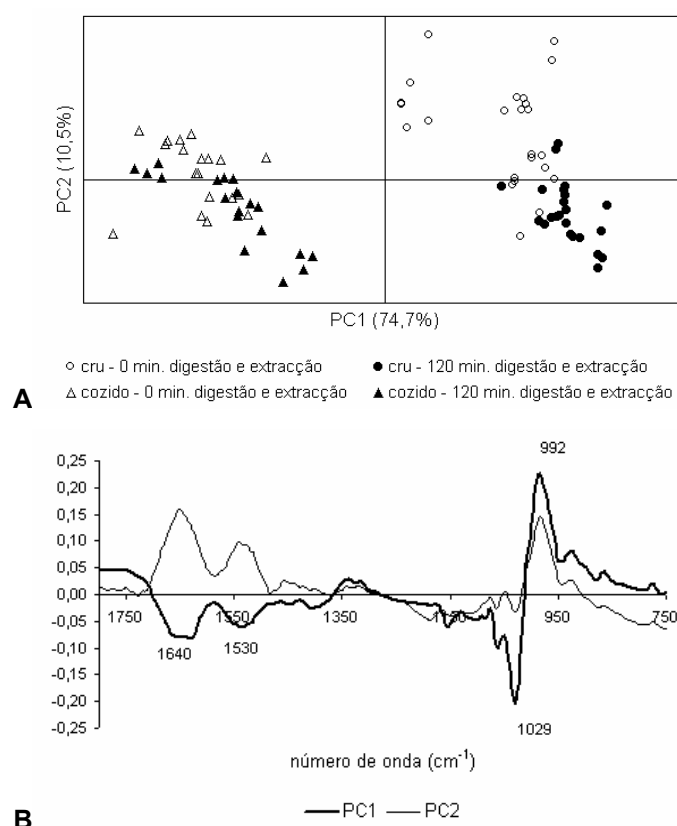 PC2 (10,5%)
PC1 (74,7%)
○ cru - 0 min. digestão e extracção ● cru - 120 min. digestão e extracção
△ cozido - 0 min. digestão e extracção ▲ cozido - 120 min. digestão e extracção
A
0,25
0,20
0,15
0,10
0,05
0,00
-0,05
-0,10
-0,15
-0,20
-0,25
992
1750 1550 1350 1150 950 750
1640 1530
1029
número de onda (cm⁻¹)
PC1 PC2
B